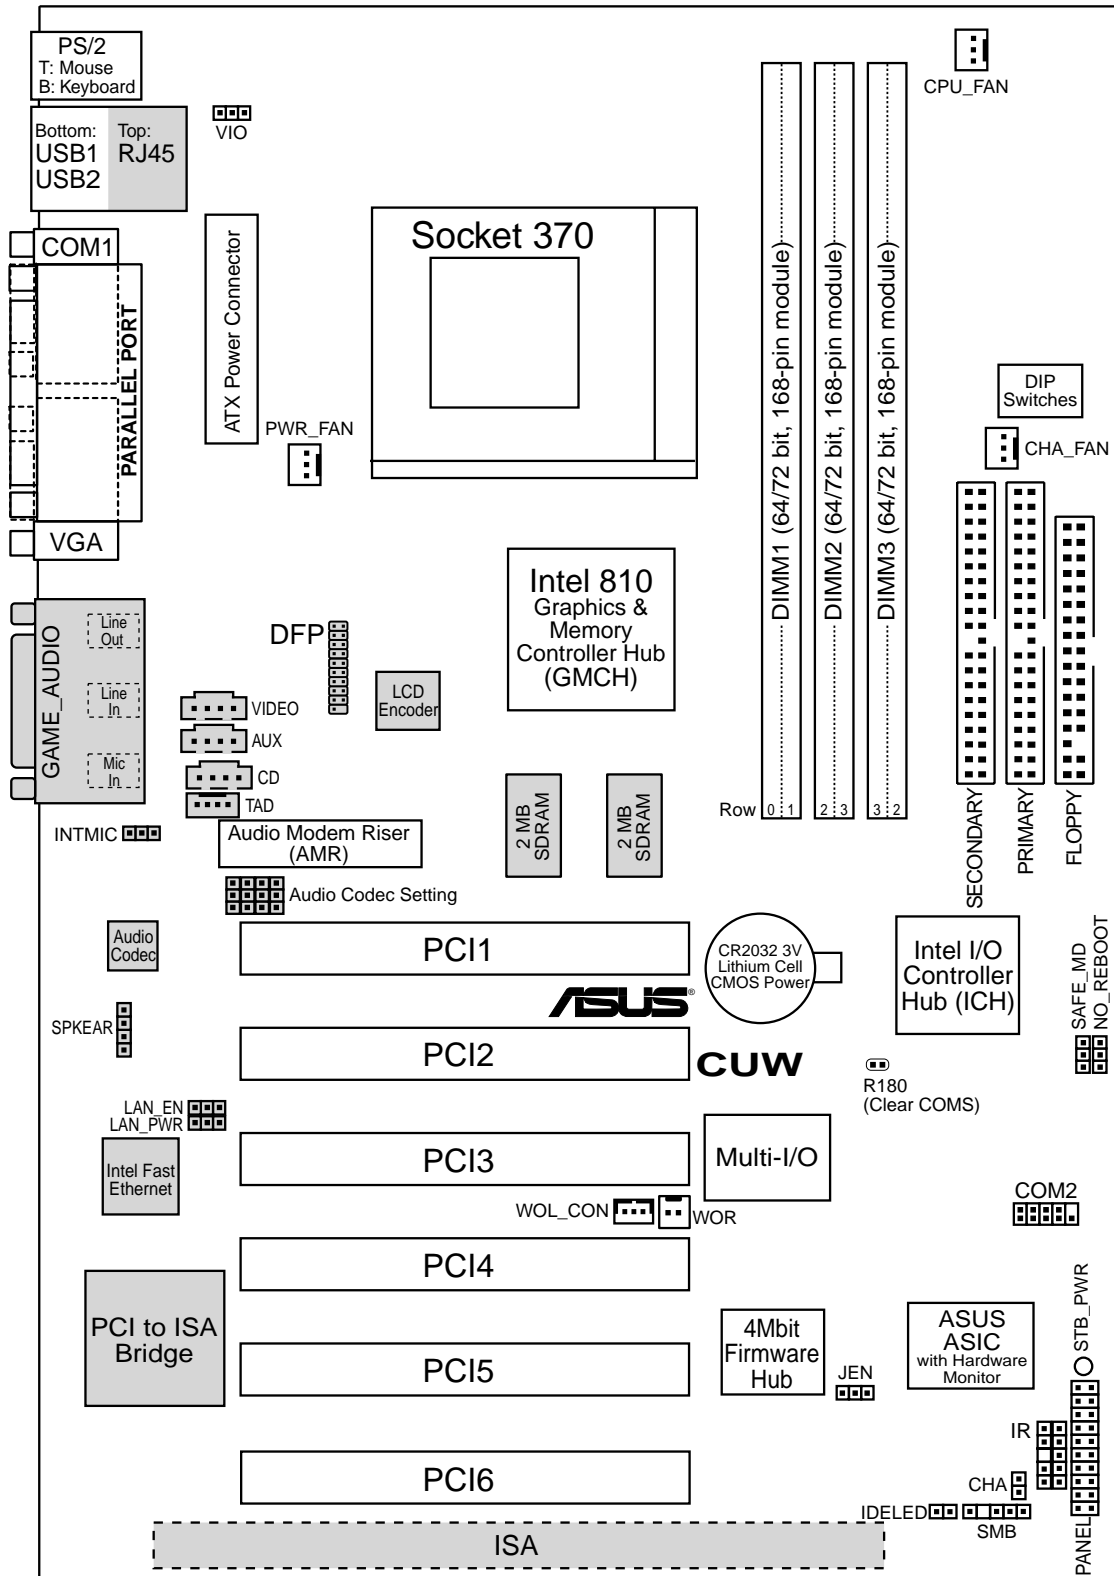 PS/2
T: Mouse
B: Keyboard
CPU_FAN
VIO
Bottom:
USB1
USB2
Top:
RJ45
COM1
PARALLEL PORT
VGA
ATX Power Connector
PWR_FAN
Socket 370
DIMM1 (64/72 bit, 168-pin module)
DIMM2 (64/72 bit, 168-pin module)
DIMM3 (64/72 bit, 168-pin module)
Row
0 1
2 3
3 2
DIP
Switches
CHA_FAN
SECONDARY
PRIMARY
FLOPPY
Intel 810
Graphics &
Memory
Controller Hub
(GMCH)
GAME_AUDIO
Line
Out
Line
In
Mic
In
DFP
LCD
Encoder
VIDEO
AUX
CD
TAD
2 MB
SDRAM
2 MB
SDRAM
INTMIC
Audio Modem Riser
(AMR)
Audio Codec Setting
Audio
Codec
PCI1
CR2032 3V
Lithium Cell
CMOS Power
Intel I/O
Controller
Hub (ICH)
SAFE_MD
NO_REBOOT
ASUS®
SPKEAR
PCI2
CUW
R180
(Clear COMS)
LAN_EN
LAN_PWR
Intel Fast
Ethernet
PCI3
Multi-I/O
WOL_CON
WOR
COM2
PCI4
PCI to ISA
Bridge
4Mbit
Firmware
Hub
ASUS
ASIC
with Hardware
Monitor
STB_PWR
PCI5
JEN
IR
PCI6
CHA
IDELED
SMB
PANEL
ISA